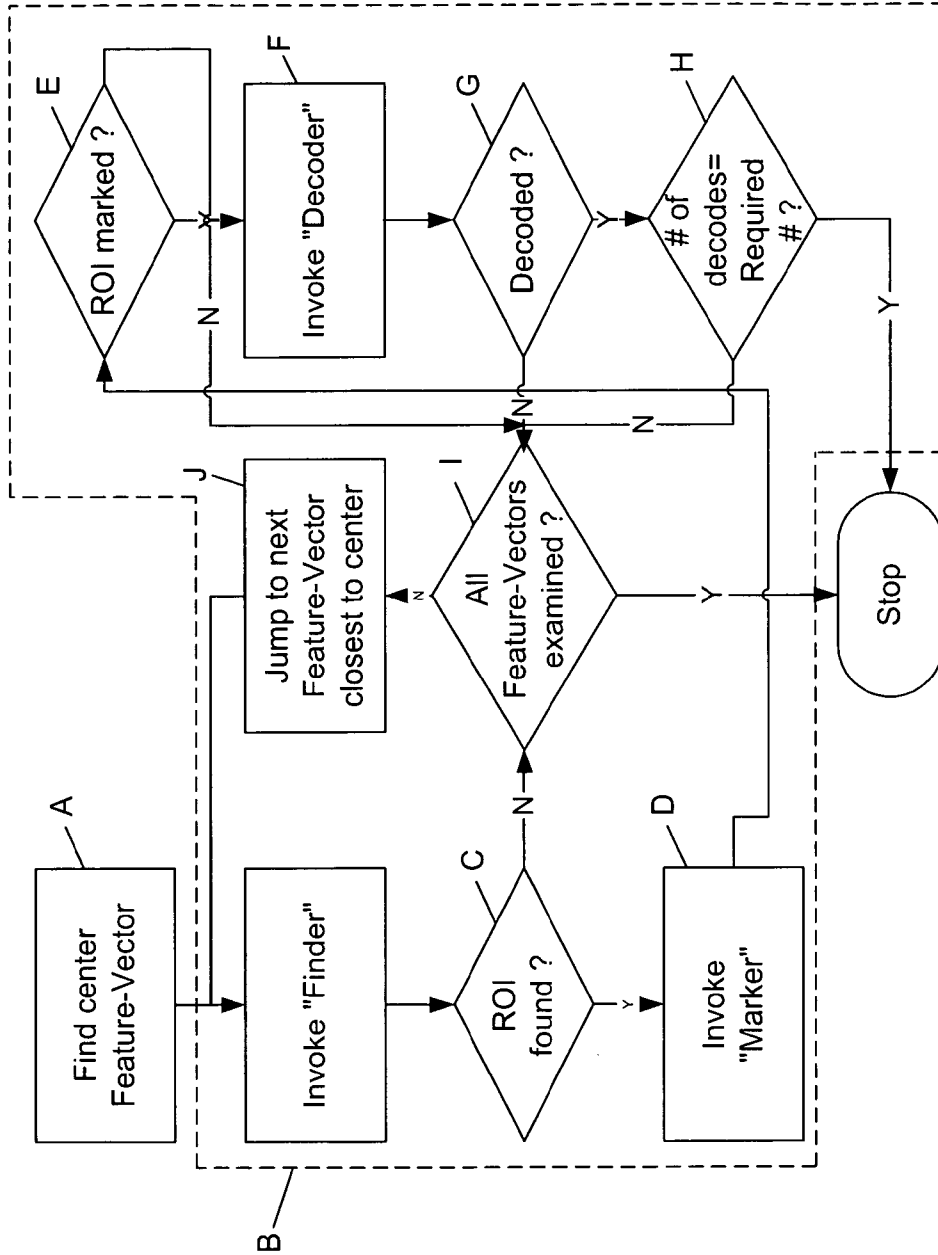 A
Find center
Feature-Vector
B
Invoke "Finder"
C
ROI
found ?
N
Y
D
Invoke
"Marker"
J
Jump to next
Feature-Vector
closest to center
N
I
All
Feature-Vectors
examined ?
Y
Stop
E
ROI marked ?
Y
N
F
Invoke "Decoder"
G
Decoded ?
N
Y
H
# of
decodes=
Required
# ?
N
Y